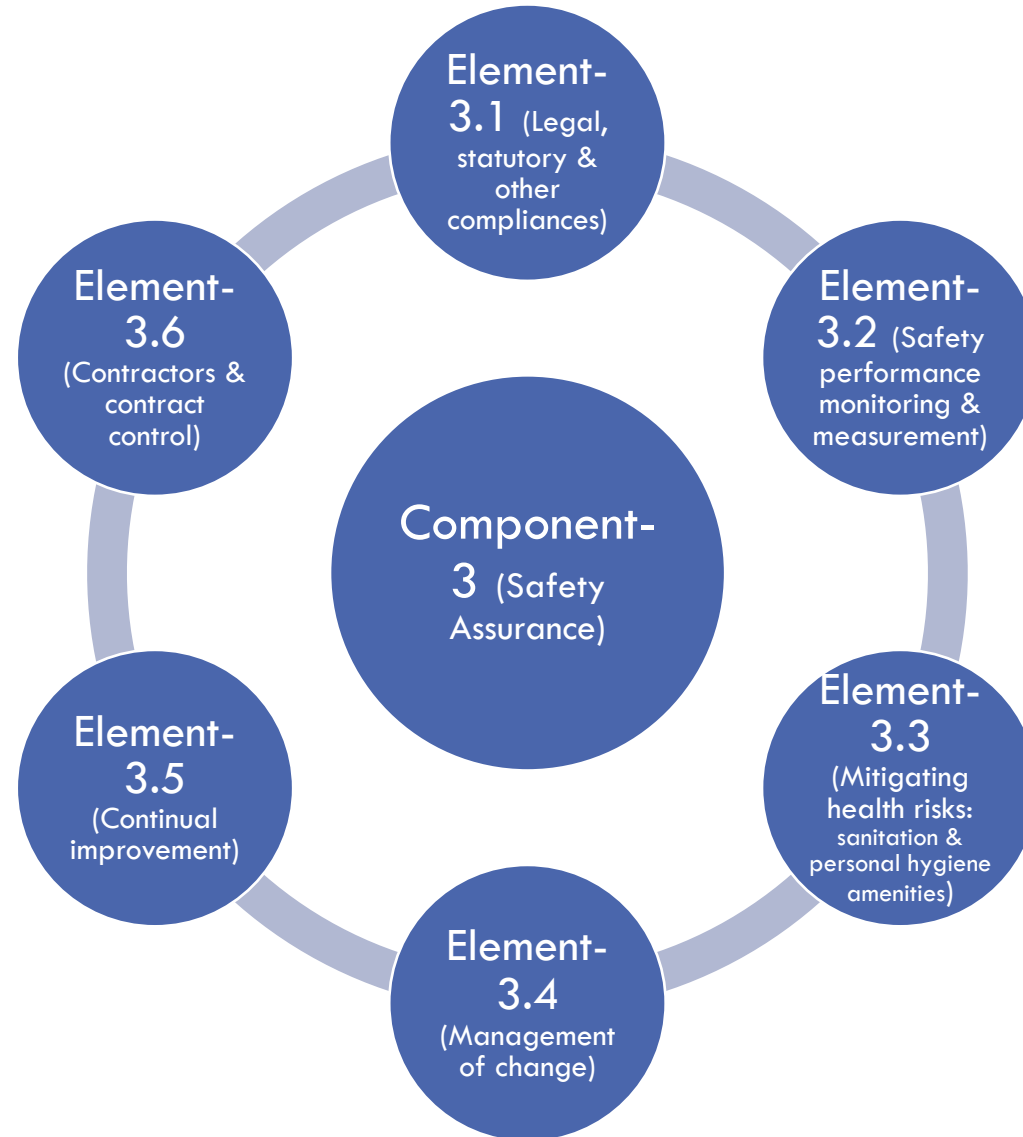 Element-
3.1 (Legal,
statutory &
other
compliances)
Element-
3.2 (Safety
performance
monitoring &
measurement)
Element-
3.3
(Mitigating
health risks:
sanitation &
personal hygiene
amenities)
Element-
3.4
(Management
of change)
Element-
3.5
(Continual
improvement)
Element-
3.6
(Contractors &
contract
control)
Component-
3 (Safety
Assurance)